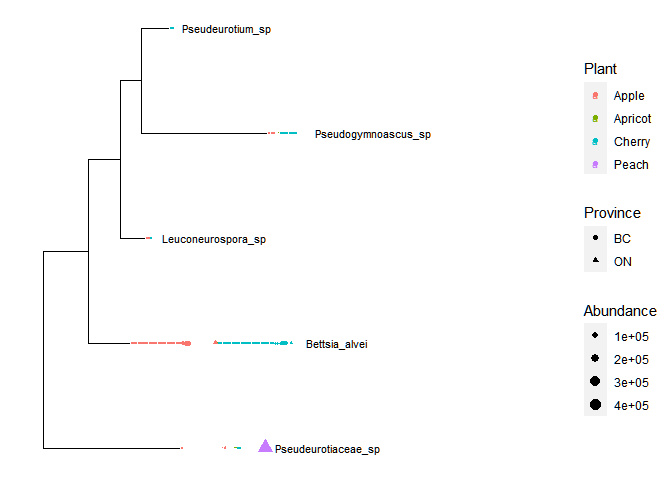 Pseudeurotium_sp
Pseudogymnoascus_sp
Leuconeurospora_sp
Bettsia_alvei
Pseudeurotiaceae_sp
Plant
Apple
Apricot
Cherry
Peach
Province
BC
ON
Abundance
1e+05
2e+05
3e+05
4e+05